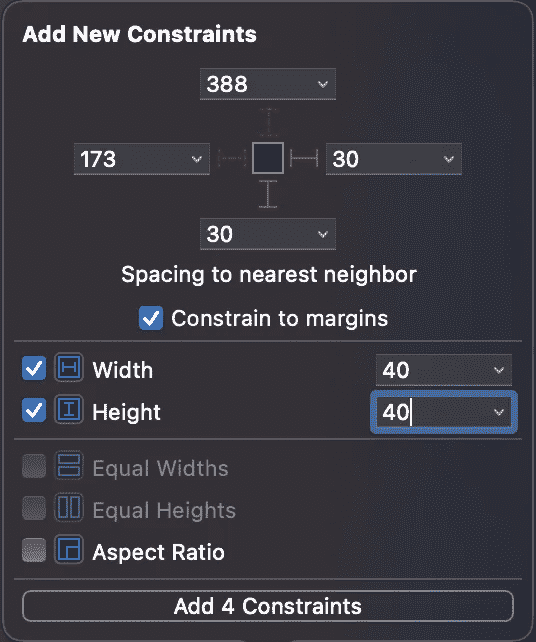 Add New Constraints
388
173 30
30
Spacing to nearest neighbor
Constrain to margins
Width 40
Height 40
Equal Widths
Equal Heights
Aspect Ratio
Add 4 Constraints